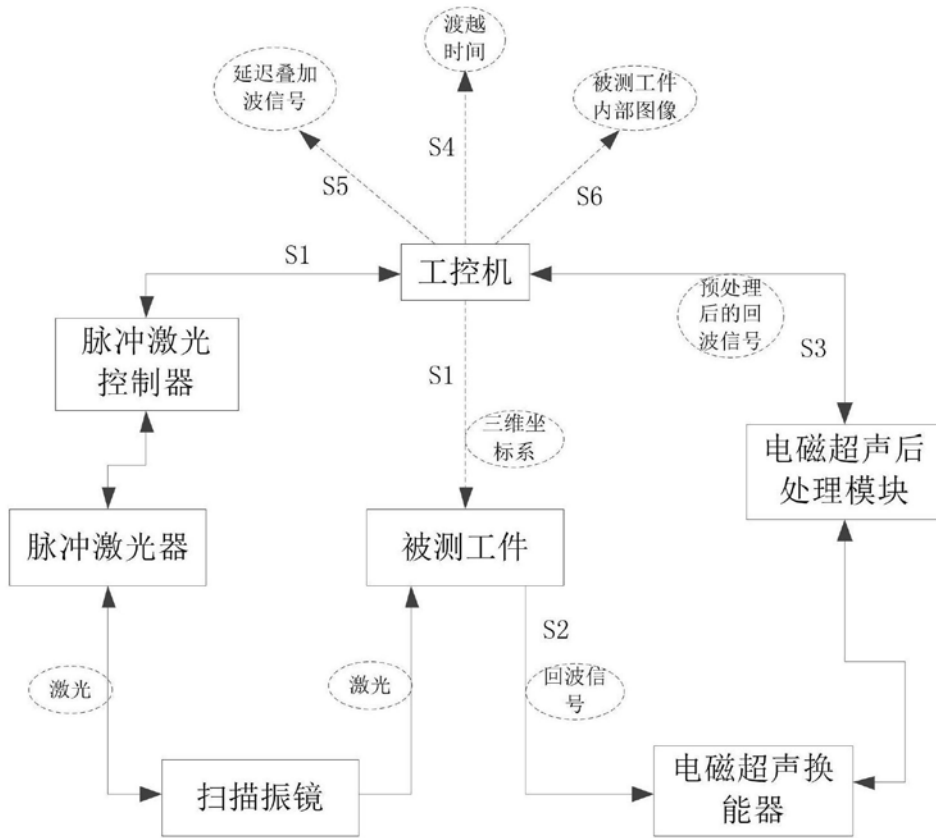 渡越
时间
延迟叠加
波信号
被测工件
内部图像
S4
S5
S6
S1
工控机
预处理
后的回
波信号
脉冲激光
控制器
S1
S3
三维坐
标系
电磁超声后
处理模块
脉冲激光器
被测工件
S2
激光
激光
回波信
号
扫描振镜
电磁超声换
能器